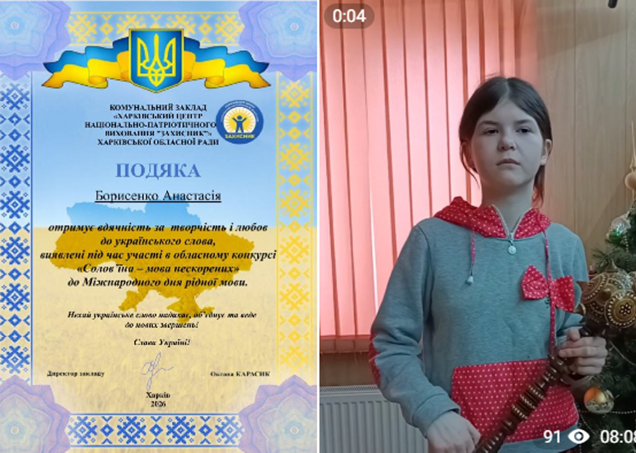 КОМУНАЛЬНИЙ ЗАКЛАД
«ХАРКІВСЬКИЙ ЦЕНТР
НАЦІОНАЛЬНО-ПАТРІОТИЧНОГО
ВИХОВАННЯ "ЗАХИСНИК"»
ХАРКІВСЬКОЇ ОБЛАСНОЇ РАДИ
ЗАХИСНИК
ПОДЯКА
Борисенко Анастасія
отримує вдячність за творчість і любов
до українського слова,
виявлені під час участі в обласному конкурсі
«Солов'їна – мова нескорених»
до Міжнародного дня рідної мови.
Нехай українське слово надихає, об'єднує та веде
до нових звершень!
Слава Україні!
Директор закладу
Оксана КАРАСИК
Харків
2026
0:04
91
08:08